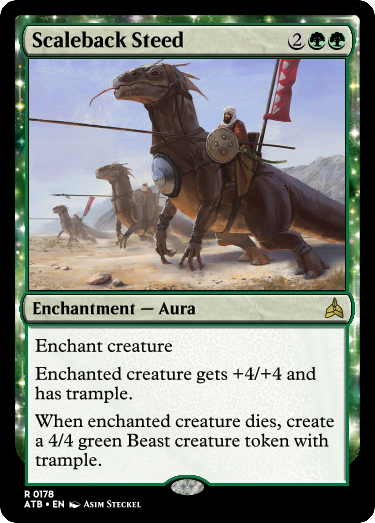 Scaleback Steed 2
Enchantment — Aura
Enchant creature
Enchanted creature gets +4/+4 and
has trample.
When enchanted creature dies, create
a 4/4 green Beast creature token with
trample.
R 0178
ATB • EN Asim Steckel